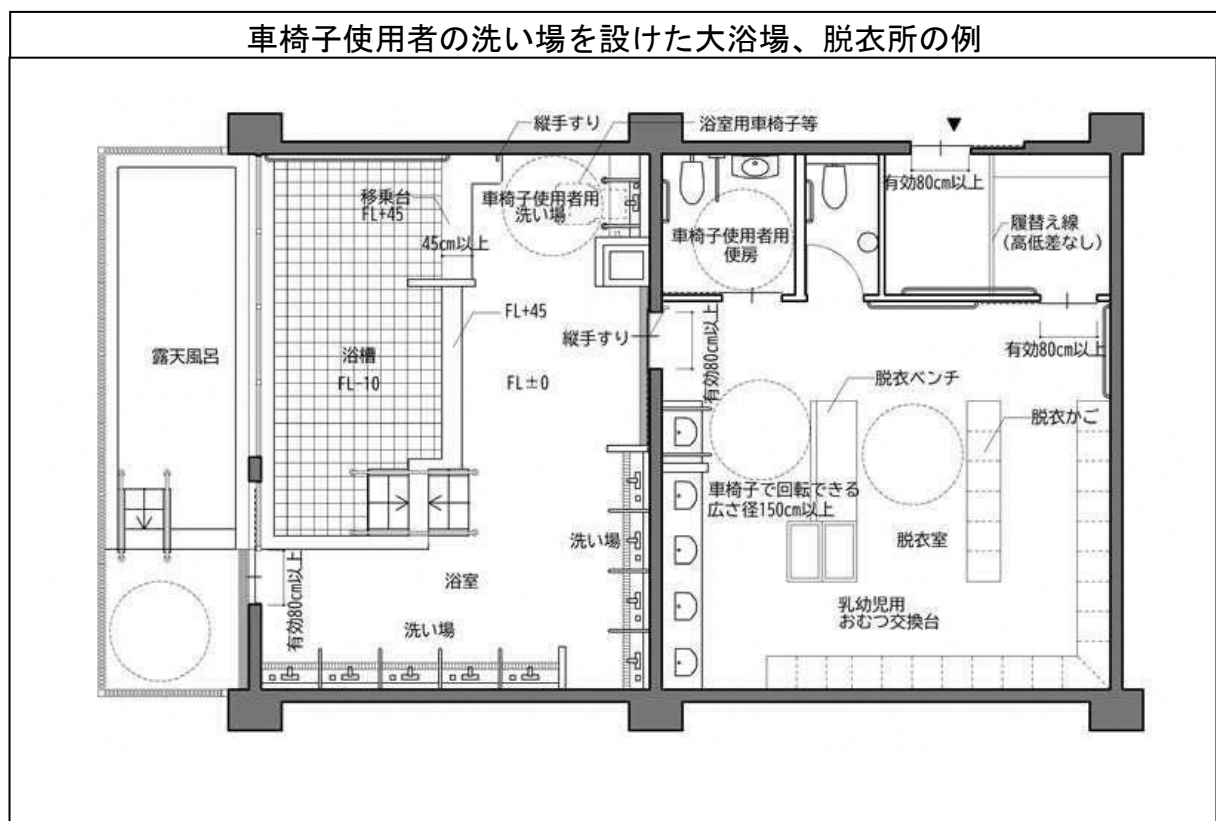 車椅子使用者の洗い場を設けた大浴場、脱衣所の例
縦手すり
浴室用車椅子等
▼
有効80cm以上
移乗台
FL+45
車椅子使用者用
洗い場
45cm以上
車椅子使用者用
便房
履替え線
(高低差なし)
FL+45
縦手すり
有効80cm以上
有効80cm以上
露天風呂
浴槽
FL-10
FL±0
脱衣ベンチ
脱衣かご
車椅子で回転できる
広さ径150cm以上
洗い場
脱衣室
有効80cm以上
浴室
乳幼児用
おむつ交換台
洗い場